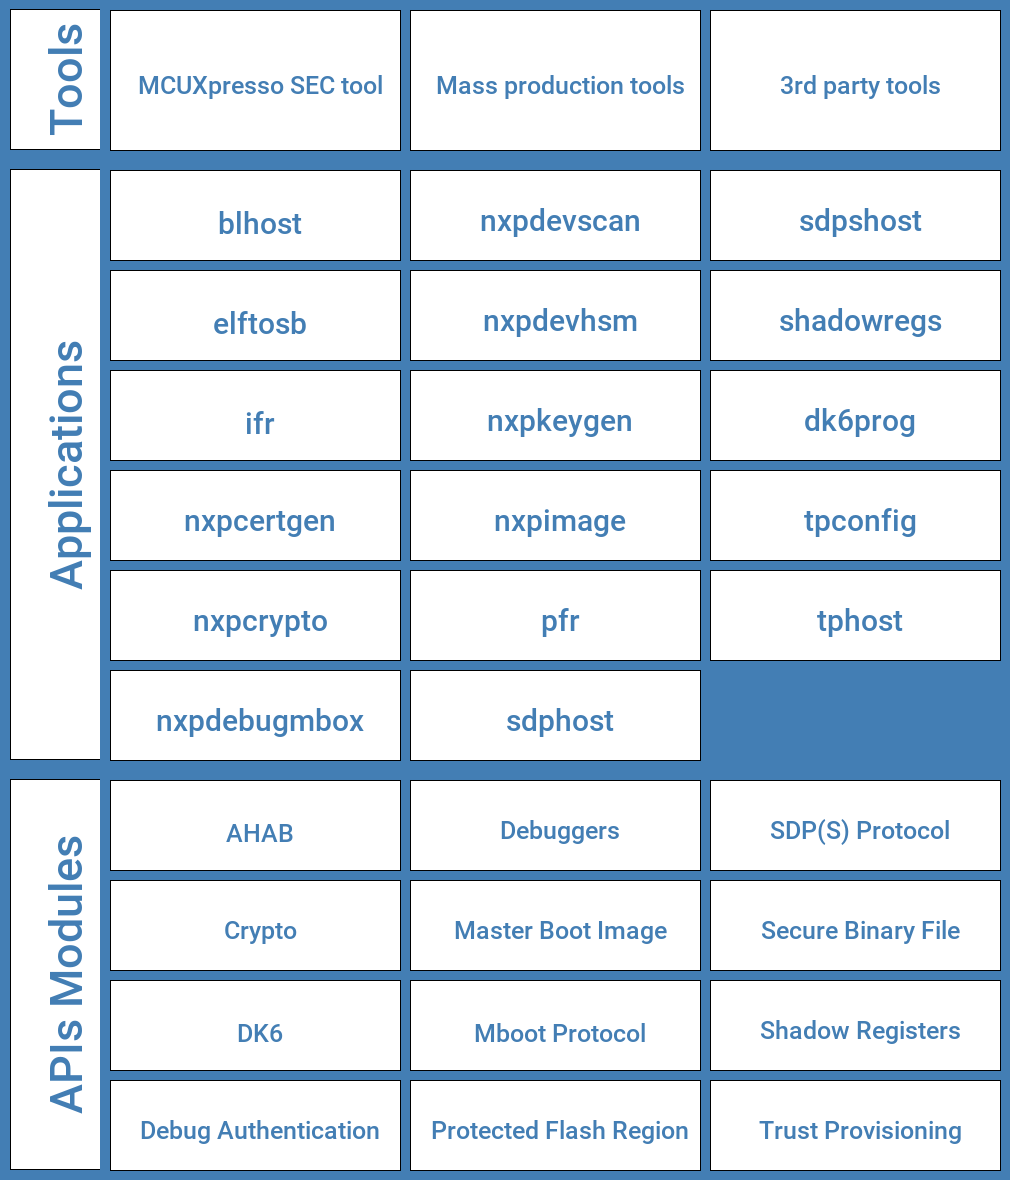 Tools
MCUXpresso SEC tool
Mass production tools
3rd party tools
Applications
blhost
nxpdevscan
sdpshost
elftosb
nxpdevhsm
shadowregs
ifr
nxpkeygen
dk6prog
nxpcertgen
nxpimage
tpconfig
nxpcrypto
pfr
tphost
nxpdebugmbox
sdphost
APIs Modules
AHAB
Debuggers
SDP(S) Protocol
Crypto
Master Boot Image
Secure Binary File
DK6
Mboot Protocol
Shadow Registers
Debug Authentication
Protected Flash Region
Trust Provisioning